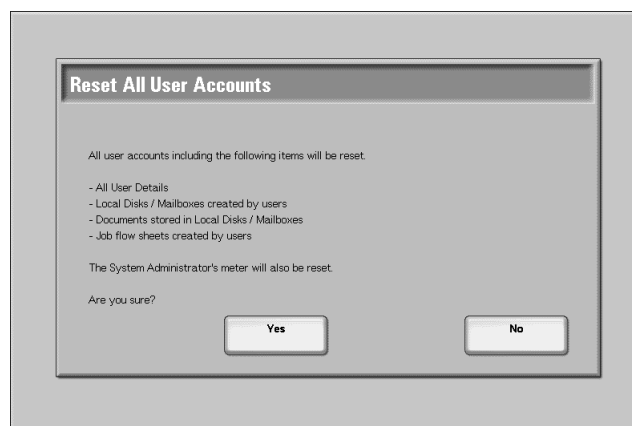 Reset All User Accounts
All user accounts including the following items will be reset.
- All User Details
- Local Disks / Mailboxes created by users
- Documents stored in Local Disks / Mailboxes
- Job flow sheets created by users
The System Administrator's meter will also be reset.
Are you sure?
Yes
No